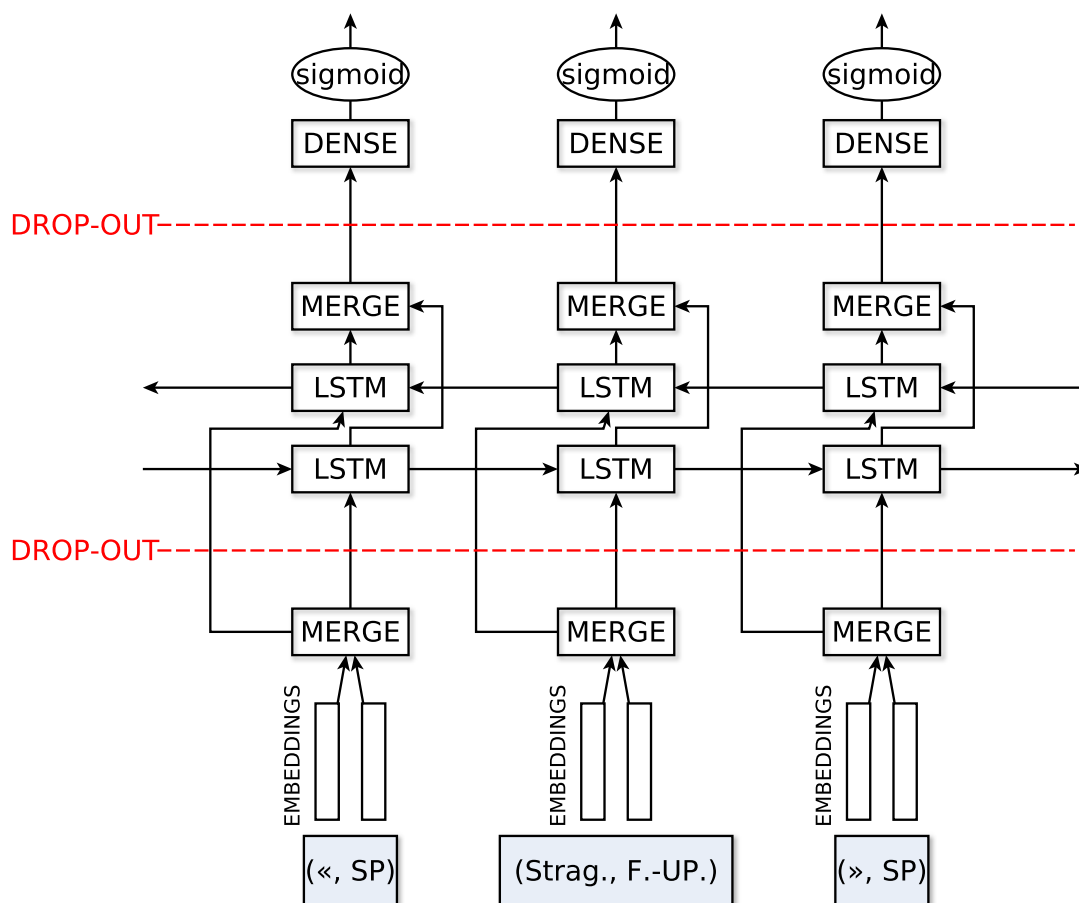 sigmoid sigmoid sigmoid
DENSE DENSE DENSE
DROP-OUT
MERGE MERGE MERGE
LSTM LSTM LSTM
LSTM LSTM LSTM
DROP-OUT
MERGE MERGE MERGE
EMBEDDINGS EMBEDDINGS EMBEDDINGS
(«, SP) (Strag., F.-UP.) (», SP)